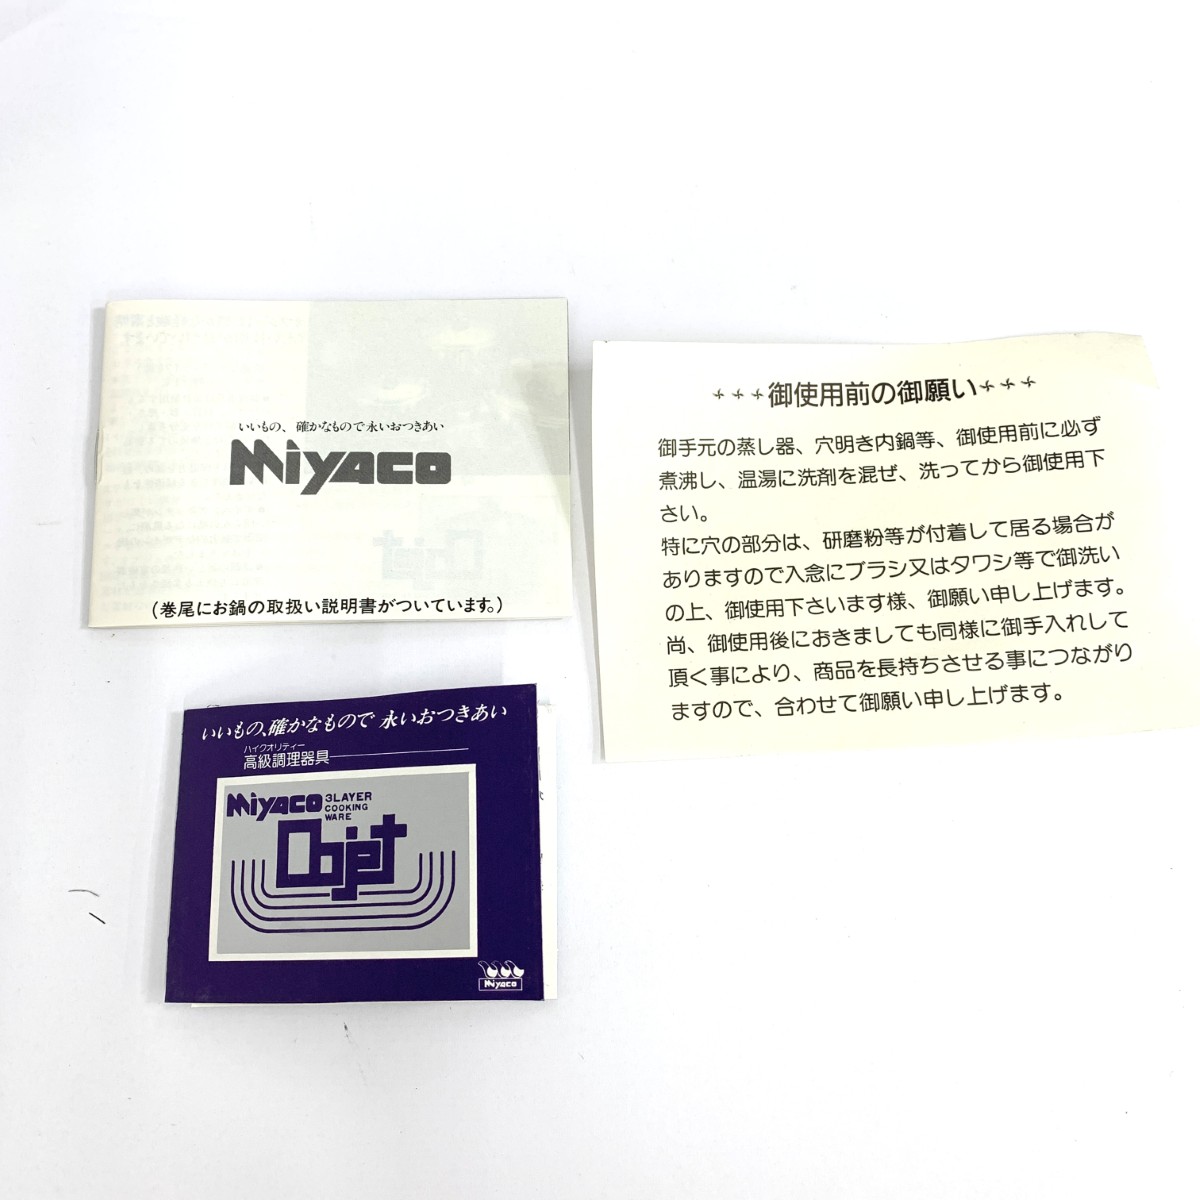 いいもの、確かなもので永いおつきあい
Miyaco
(巻尾にお鍋の取扱い説明書がついています。)
いいもの、確かなもので 永いおつきあい
ハイクオリティー
高級調理器具
Miyaco 3LAYER
COOKING
WARE
Objet
Miyaco
御使用前の御願い
御手元の蒸し器、穴明き内鍋等、御使用前に必ず
煮沸し、温湯に洗剤を混ぜ、洗ってから御使用下
さい。
特に穴の部分は、研磨粉等が付着して居る場合が
ありますので入念にブラシ又はタワシ等で御洗い
の上、御使用下さいます様、御願い申し上げます。
尚、御使用後におきましても同様に御手入れして
頂く事により、商品を長持ちさせる事につながり
ますので、合わせて御願い申し上げます。